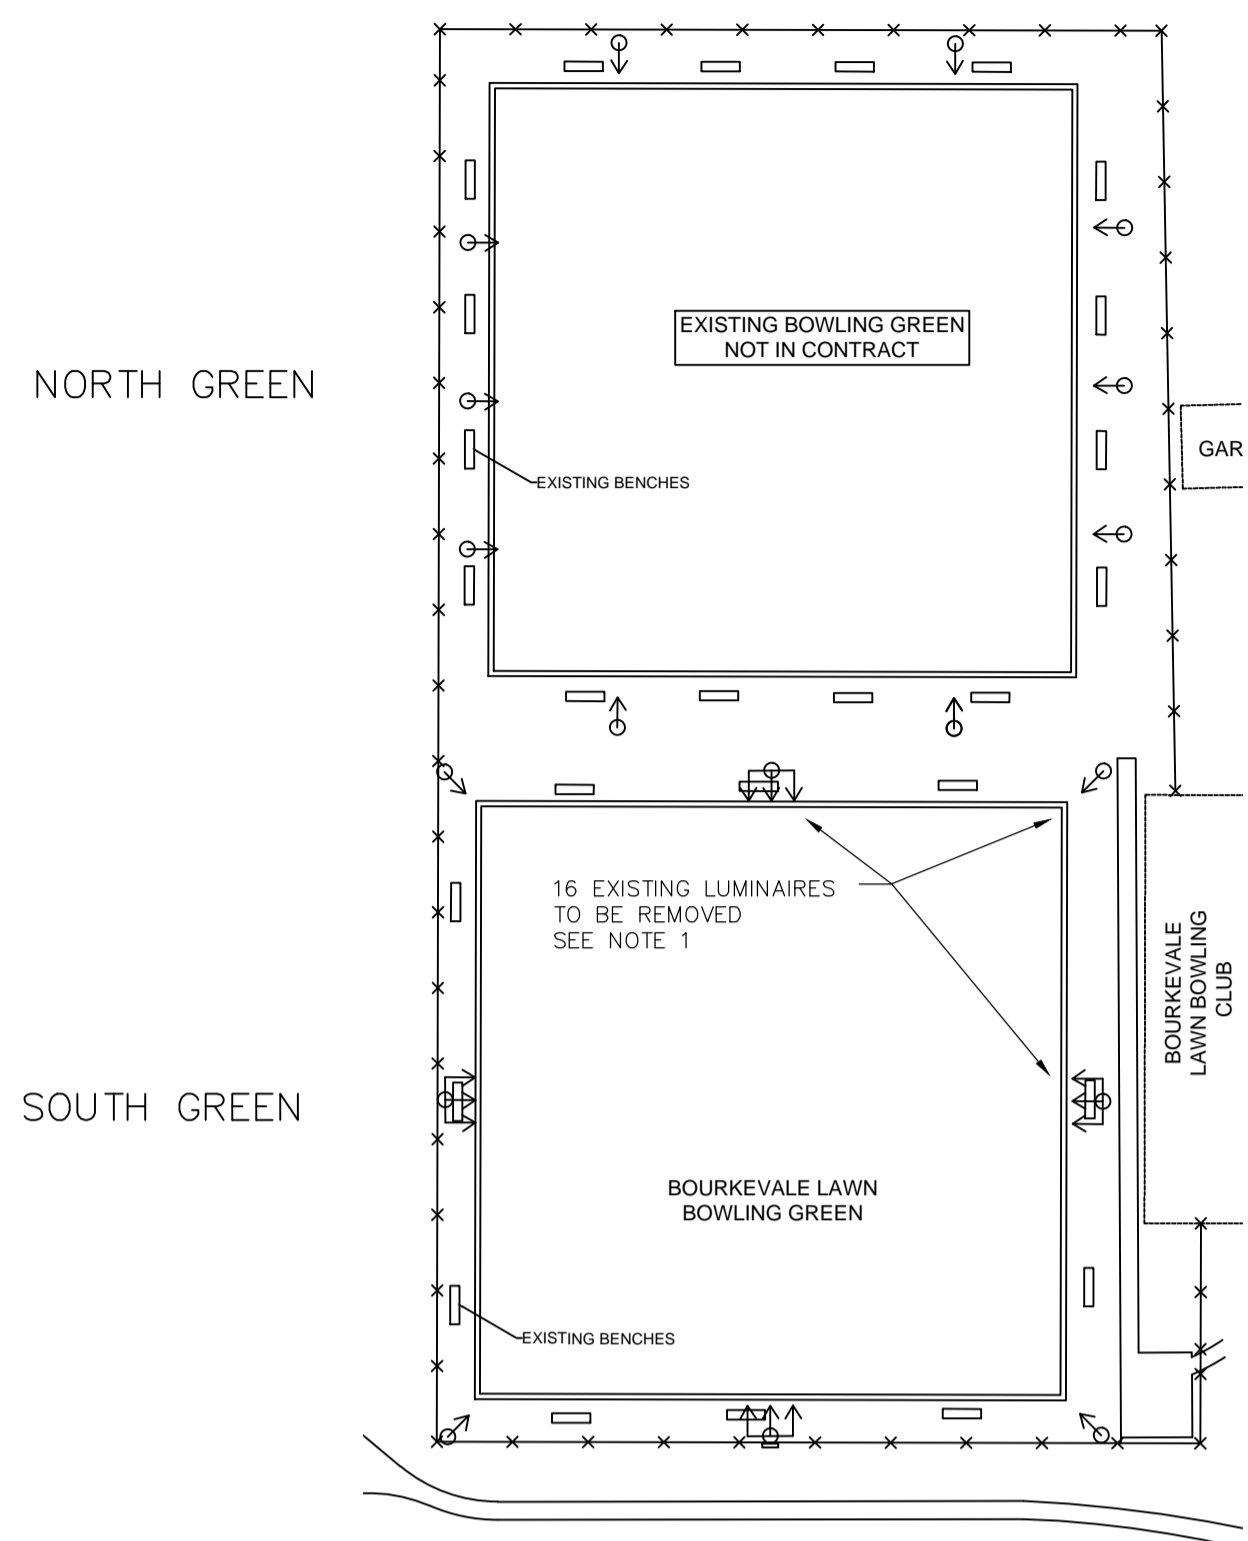 EXISTING BOWLING GREEN
NOT IN CONTRACT
NORTH GREEN
GAR
EXISTING BENCHES
16 EXISTING LUMINAIRES
TO BE REMOVED
SEE NOTE 1
BOURKEVALE
LAWN BOWLING
CLUB
SOUTH GREEN
BOURKEVALE LAWN
BOWLING GREEN
EXISTING BENCHES